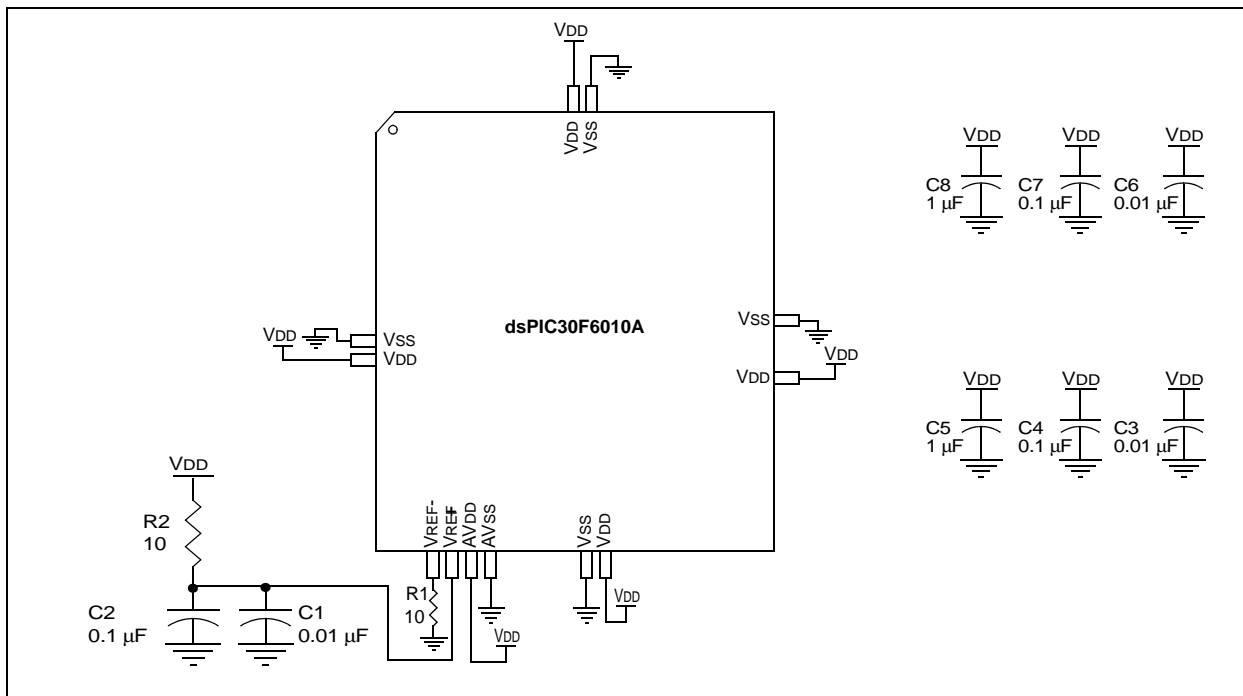 VDD
VDD
VSS
VDD
VDD
VDD
C8
1 μF
C7
0.1 μF
C6
0.01 μF
dsPIC30F6010A
VDD
VSS
VDD
VSS
VDD
VDD
VDD
VDD
VDD
C5
1 μF
C4
0.1 μF
C3
0.01 μF
VDD
R2
10
VREF-
VREF+
AVDD
AVSS
VSS
VDD
C2
0.1 μF
C1
0.01 μF
R1
10
VDD
VDD